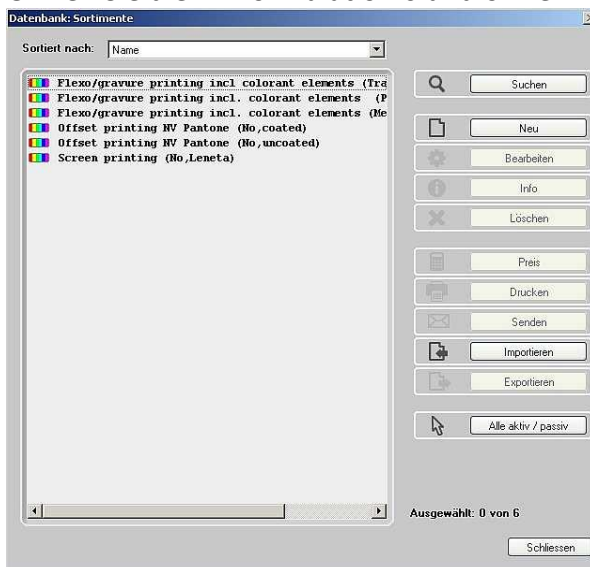 Datenbank: Sortimente
Sortiert nach: Name
Flexo/gravure printing incl colorant elements (Tra
Flexo/gravure printing incl. colorant elements (P
Flexo/gravure printing incl. colorant elements (Me
Offset printing NV Pantone (No,coated)
Offset printing NV Pantone (No,uncoated)
Screen printing (No,Leneta)
Suchen
Neu
Bearbeiten
Info
Löschen
Preis
Drucken
Senden
Importieren
Exportieren
Alle aktiv / passiv
Ausgewählt: 0 von 6
Schliessen